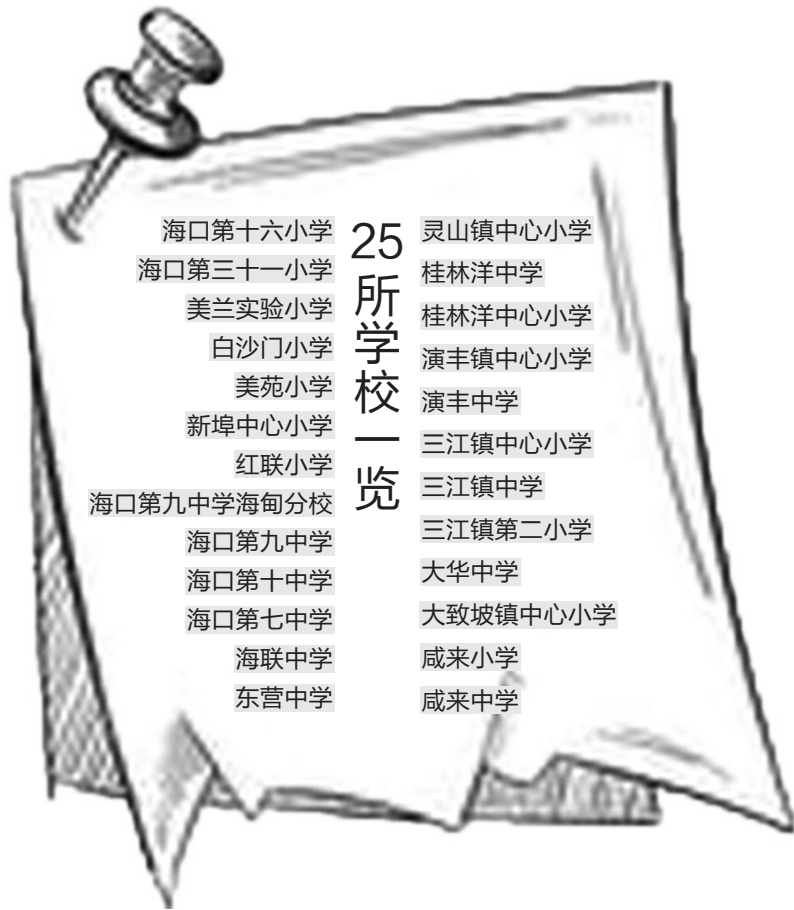 25所学校一览
海口第十六小学
海口第三十一小学
美兰实验小学
白沙门小学
美苑小学
新埠中心小学
红联小学
海口第九中学海甸分校
海口第九中学
海口第十中学
海口第七中学
海联中学
东营中学
灵山镇中心小学
桂林洋中学
桂林洋中心小学
演丰镇中心小学
演丰中学
三江镇中心小学
三江镇中学
三江镇第二小学
大华中学
大致坡镇中心小学
咸来小学
咸来中学